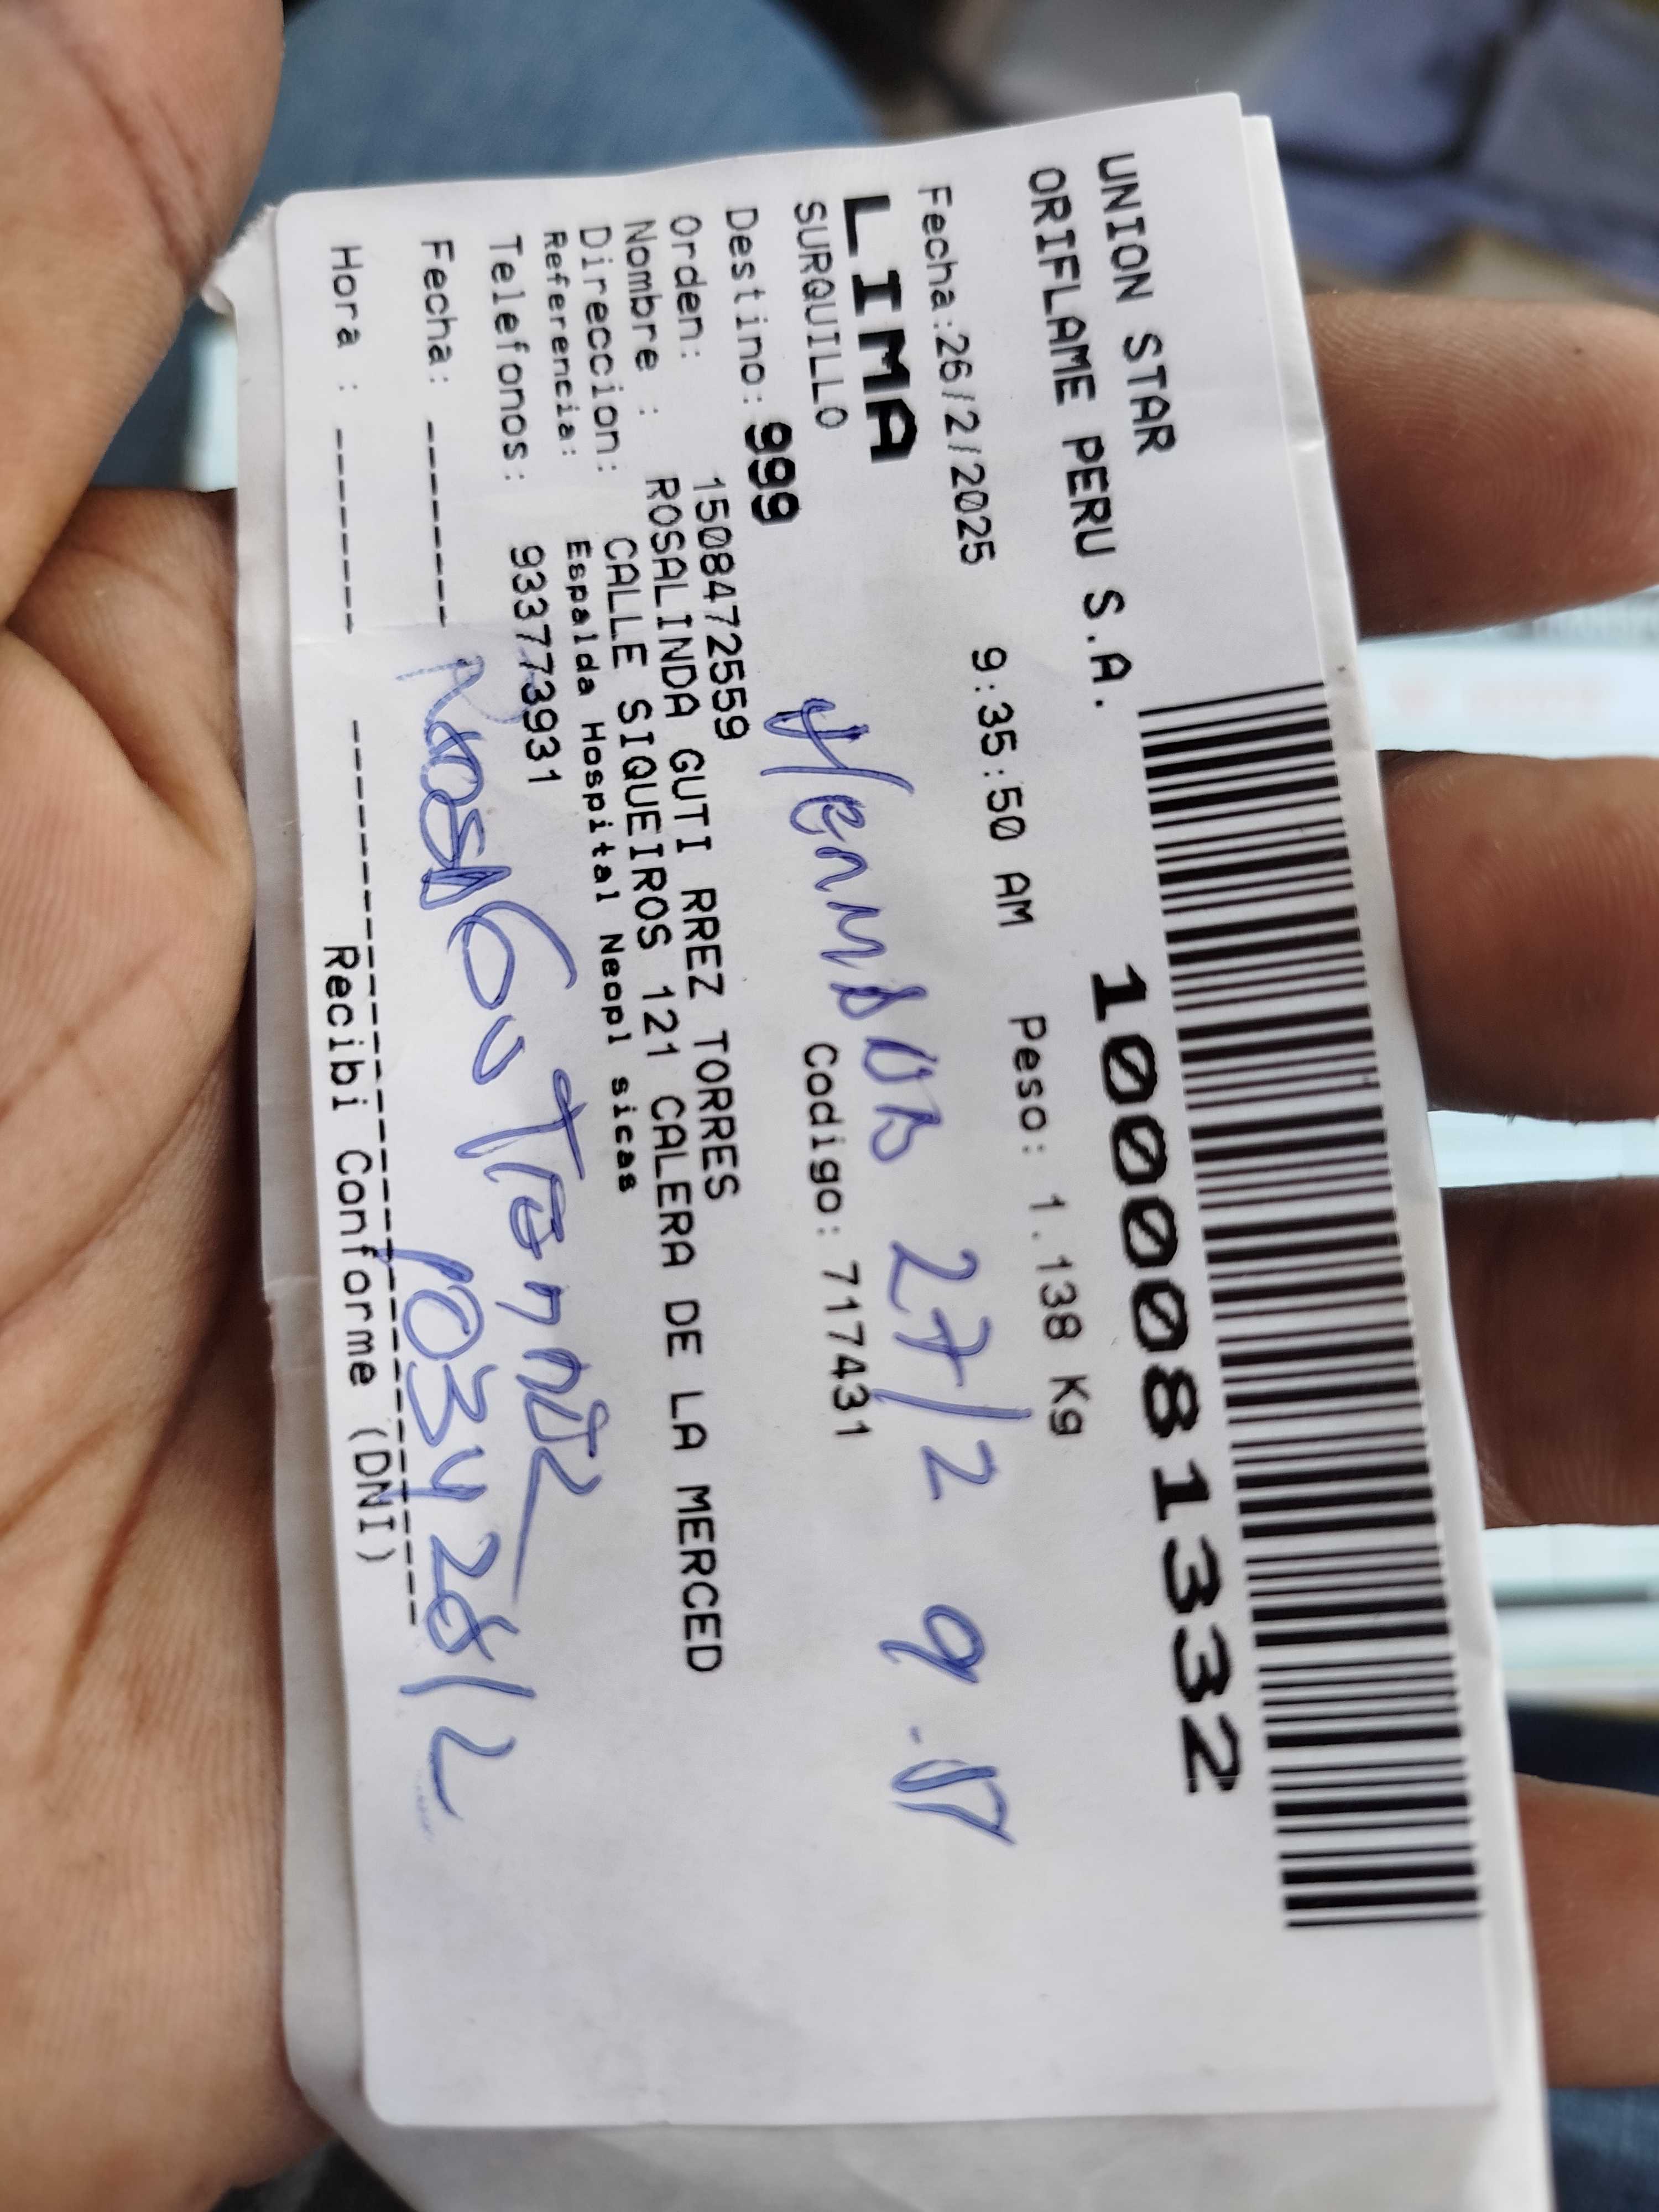 UNION STAR
ORIFLAME PERU S.A.
1000081332
Fecha:26/2/2025 9:35:50 AM Peso: 1.138 Kg
LIMA
SURQUILLO
27/2
Codigo: 717431
Destino: 999
Orden: 1508472559
Nombre : ROSALINDA GUTI RREZ TORRES
Direccion: CALLE SIQUEIROS 121 CALERA DE LA MERCED
Referencia: Espalda Hospital Neopl sicas
Telefonos: 933773931
Fecha: -------
Hora : ------- 
Recibi Conforme (DNI)